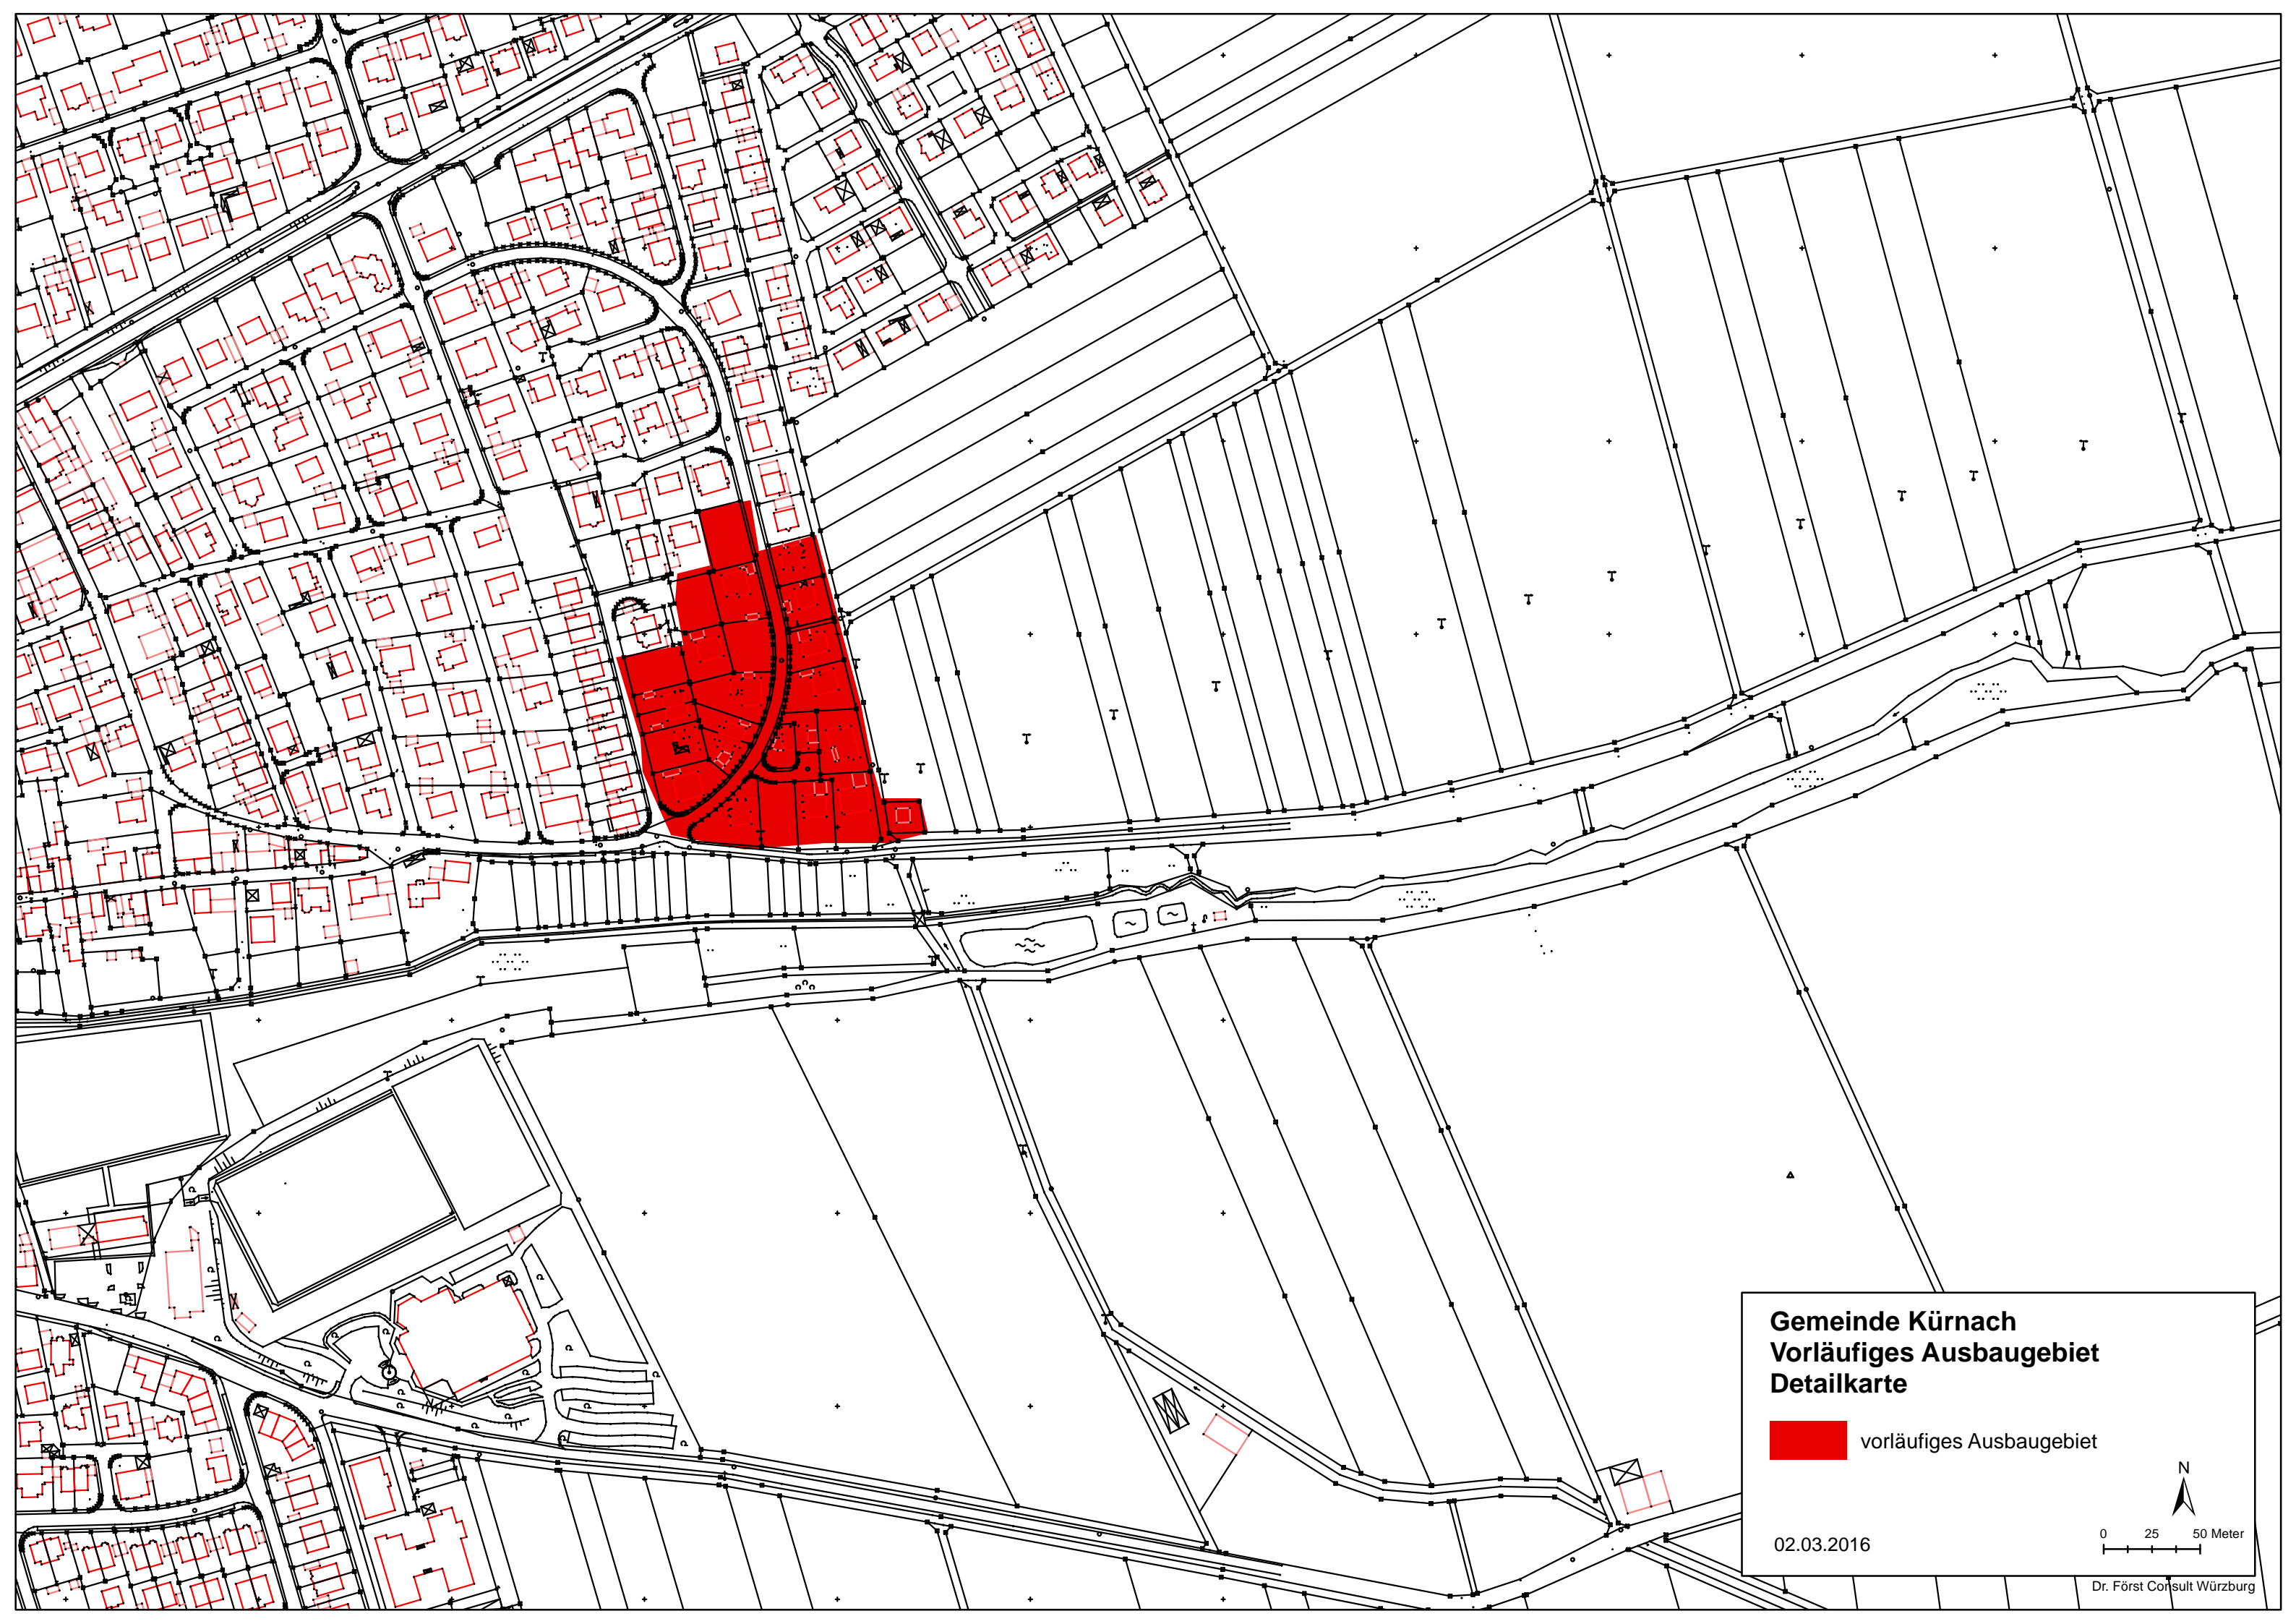 Gemeinde Kürnach
Vorläufiges Ausbaugebiet
Detailkarte
vorläufiges Ausbaugebiet
N
0 25 50 Meter
02.03.2016
Dr. Först Consult Würzburg